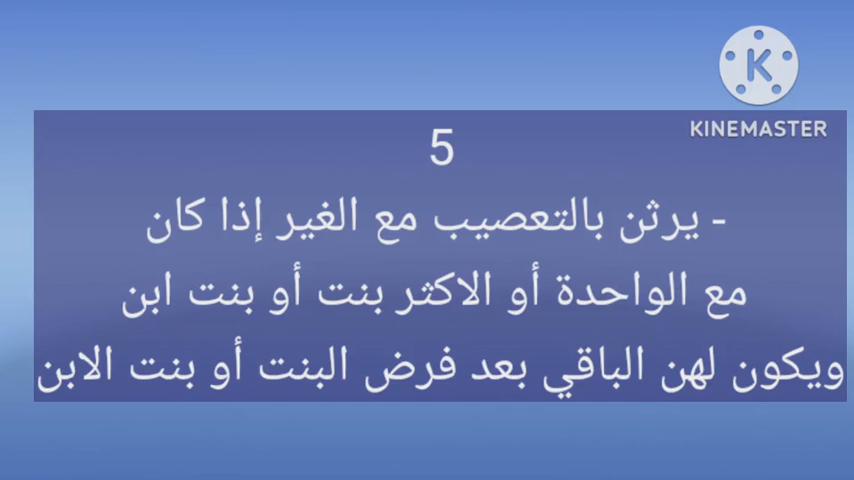 KINEMASTER
5
- يرثن بالتعصيب مع الغير إذا كان
مع الواحدة أو الاكثر بنت أو بنت ابن
ويكون لهن الباقي بعد فرض البنت أو بنت الابن